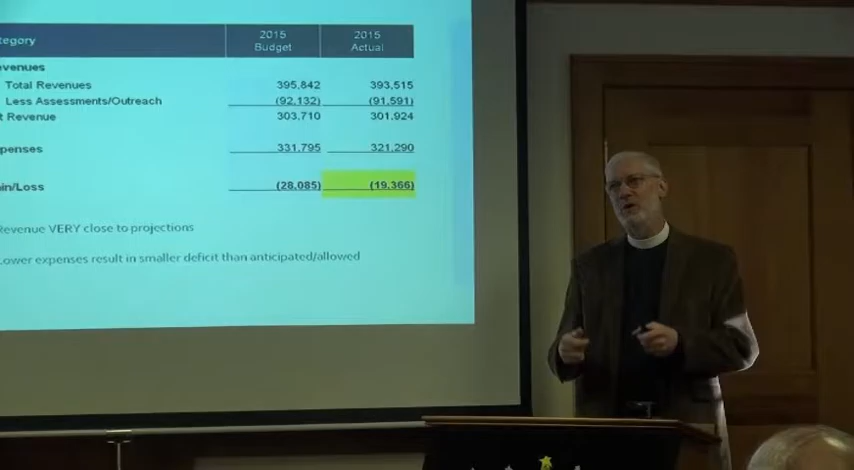 tegory 2015 Budget 2015 Actual
venues
Total Revenues 395,842 393,515
Less Assessments/Outreach (92,132) (91,591)
t Revenue 303,710 301,924
penses 331,795 321,290
in/Loss (28,085) (19,366)
Revenue VERY close to projections
Lower expenses result in smaller deficit than anticipated/allowed